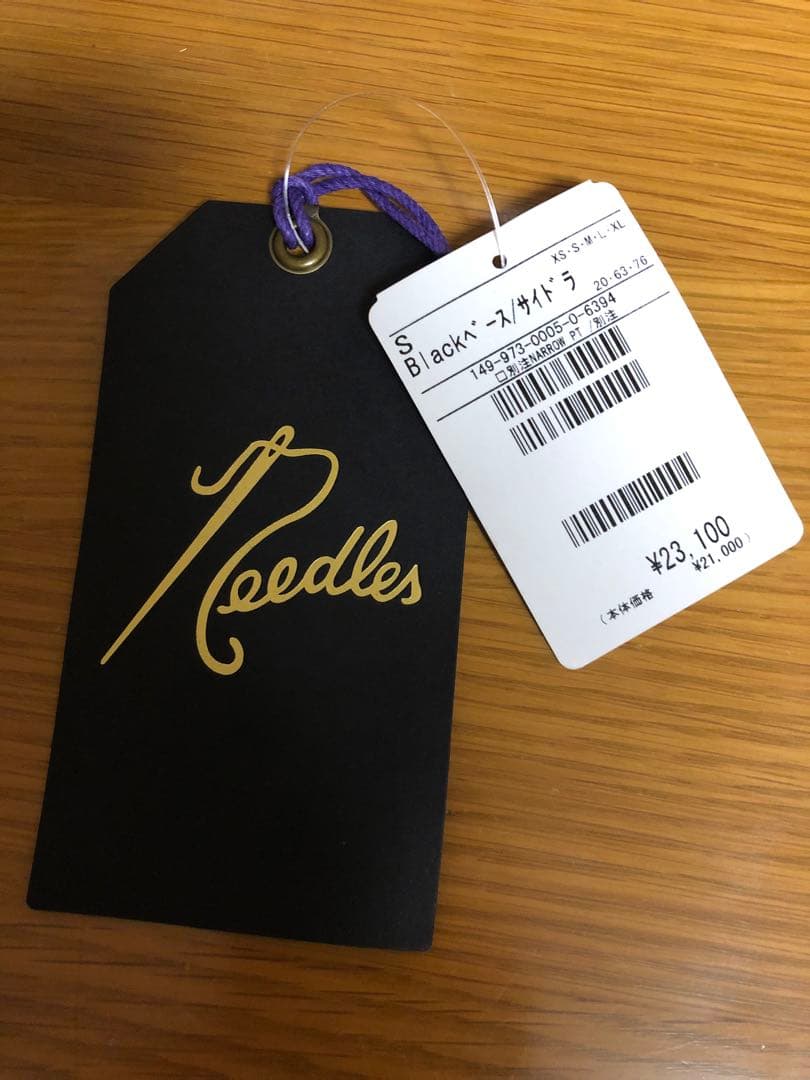 Needles
XS・S・M・L・XL
S
Blackベース/サイドラ 20・63・76
149-973-0005-0-6394
口別注NARROW PT /別注
¥23,100
(本体価格 ¥21,000)